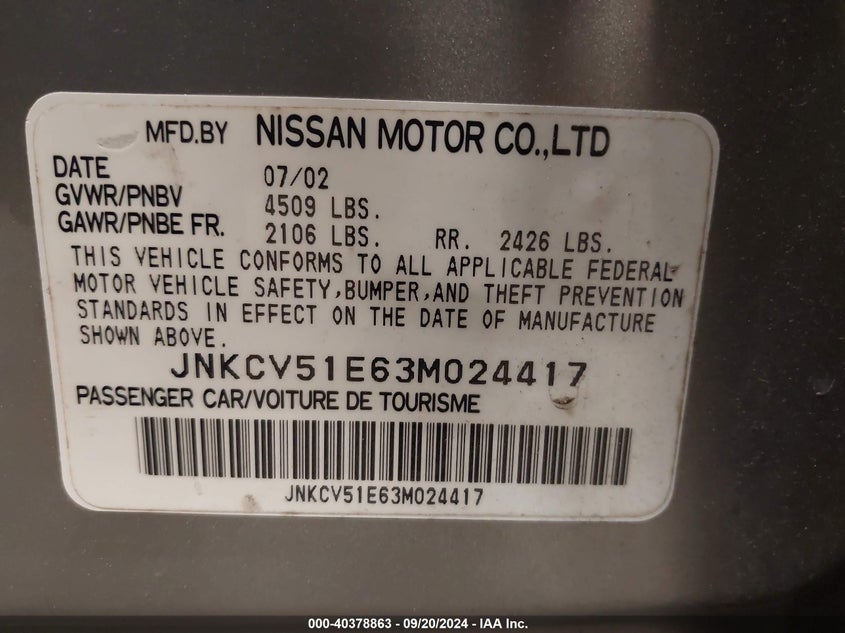 MFD.BY NISSAN MOTOR CO.,LTD
DATE 07/02
GVWR/PNBV 4509 LBS.
GAWR/PNBE FR. 2106 LBS. RR. 2426 LBS.
THIS VEHICLE CONFORMS TO ALL APPLICABLE FEDERAL
MOTOR VEHICLE SAFETY,BUMPER,AND THEFT PREVENTION
STANDARDS IN EFFECT ON THE DATE OF MANUFACTURE
SHOWN ABOVE.
JNKCV51E63M024417
PASSENGER CAR/VOITURE DE TOURISME
JNKCV51E63M024417
000-40378863 - 09/20/2024 - IAA Inc.